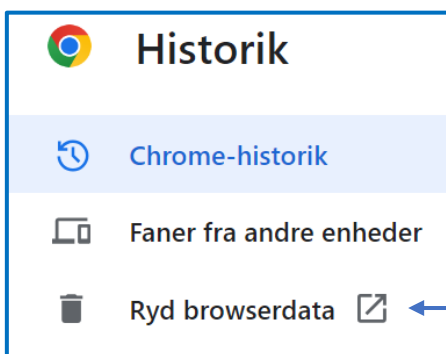 Historik
Chrome-historik
Faner fra andre enheder
Ryd browserdata